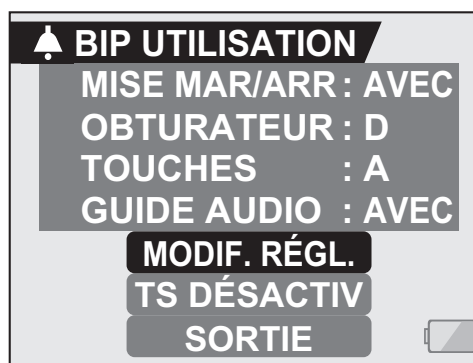 BIP UTILISATION
MISE MAR/ARR : AVEC
OBTURATEUR : D
TOUCHES : A
GUIDE AUDIO : AVEC
MODIF. RÉGL.
TS DÉSACTIV
SORTIE